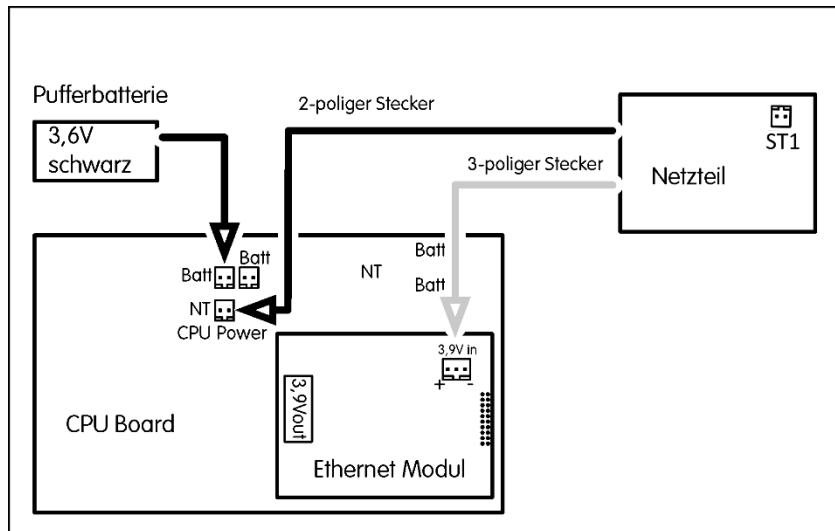 Pufferbatterie
3,6V
schwarz
2-poliger Stecker
3-poliger Stecker
ST1
Netzteil
Batt
Batt
NT
Batt
Batt
NT
CPU Power
3,9V in
+ -
3,9Vout
CPU Board
Ethernet Modul